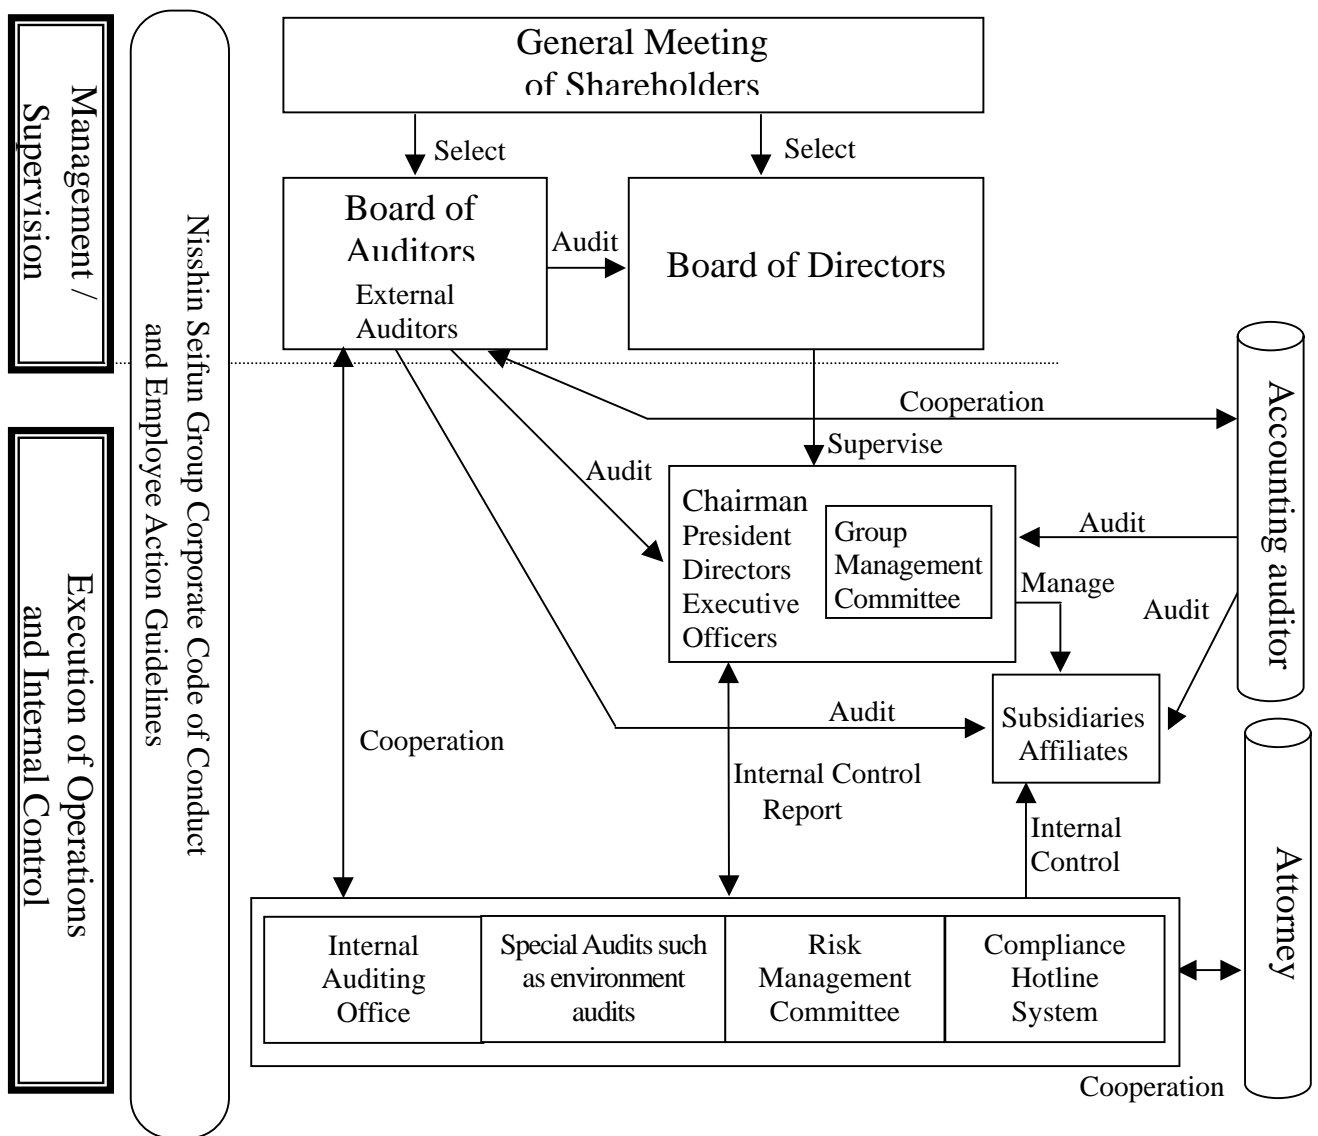 Management /
Supervision
Execution of Operations
and Internal Control
Nisshin Seifun Group Corporate Code of Conduct
and Employee Action Guidelines
General Meeting
of Shareholders
Select
Select
Board of
Auditors
External
Auditors
Audit
Board of Directors
Cooperation
Supervise
Audit
Chairman
President
Directors
Executive
Officers
Group
Management
Committee
Audit
Manage
Audit
Accounting auditor
Audit
Subsidiaries
Affiliates
Cooperation
Internal Control
Report
Internal
Control
Attorney
Internal
Auditing
Office
Special Audits such
as environment
audits
Risk
Management
Committee
Compliance
Hotline
System
Cooperation